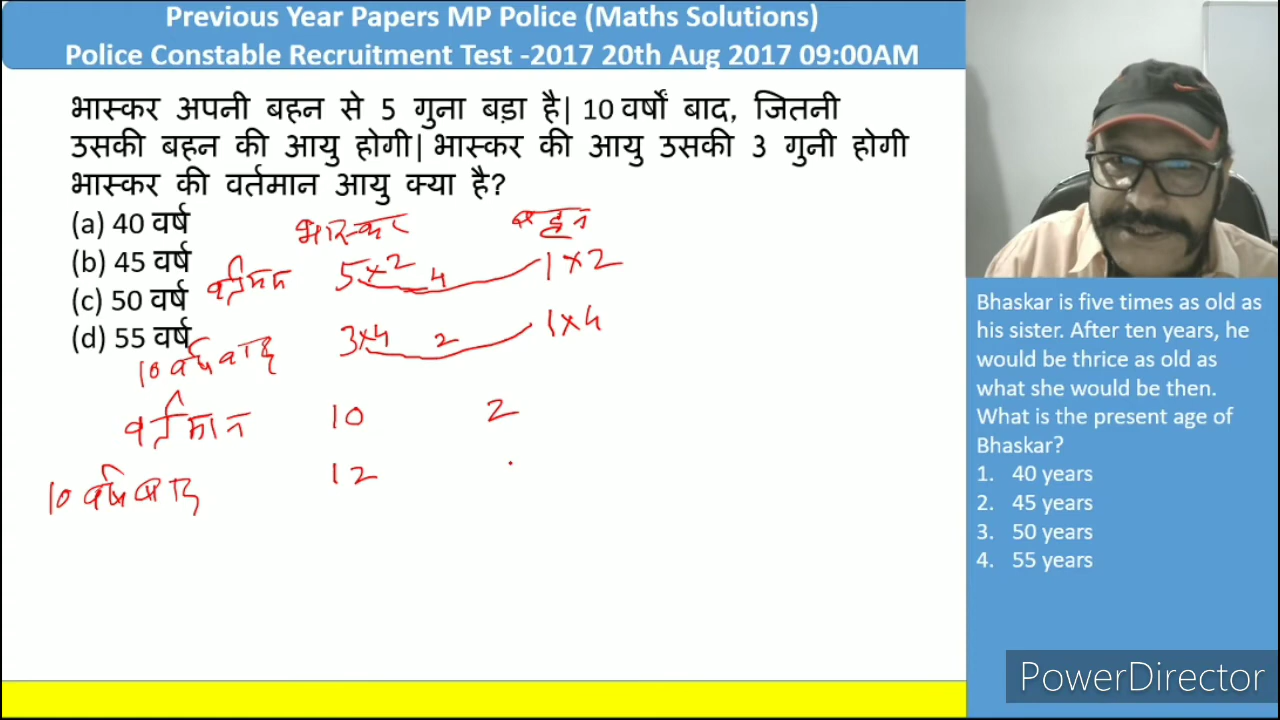 Previous Year Papers MP Police (Maths Solutions)
Police Constable Recruitment Test -2017 20th Aug 2017 09:00AM
भास्कर अपनी बहन से 5 गुना बड़ा है| 10 वर्षों बाद, जितनी
उसकी बहन की आयु होगी| भास्कर की आयु उसकी 3 गुनी होगी
भास्कर की वर्तमान आयु क्या है?
(a) 40 वर्ष
(b) 45 वर्ष
(c) 50 वर्ष
(d) 55 वर्ष
भास्कर बहन
5×2 4 1×2
10 वर्ष बाद 3×4 2 1×4
वर्तमान 10 2
10 वर्ष बाद 12
Bhaskar is five times as old as
his sister. After ten years, he
would be thrice as old as
what she would be then.
What is the present age of
Bhaskar?
1. 40 years
2. 45 years
3. 50 years
4. 55 years
PowerDirector